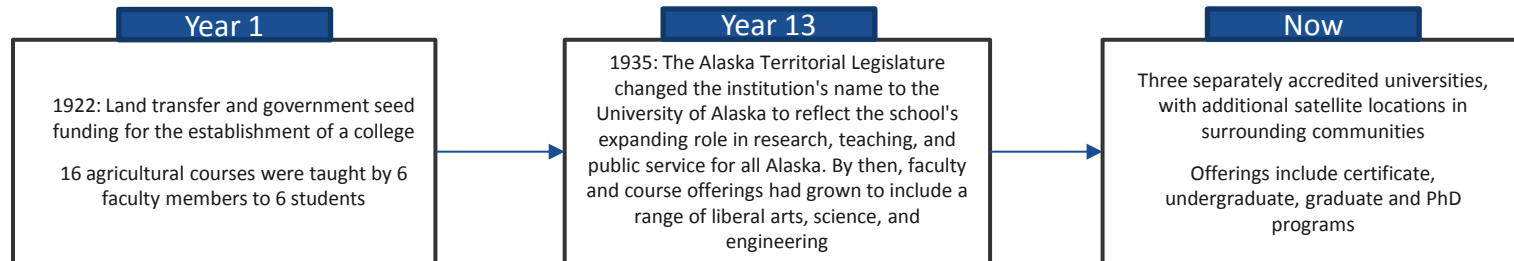 Year 1
1922: Land transfer and government seed
funding for the establishment of a college
16 agricultural courses were taught by 6
faculty members to 6 students
Year 13
1935: The Alaska Territorial Legislature
changed the institution's name to the
University of Alaska to reflect the school's
expanding role in research, teaching, and
public service for all Alaska. By then, faculty
and course offerings had grown to include a
range of liberal arts, science, and
engineering
Now
Three separately accredited universities,
with additional satellite locations in
surrounding communities
Offerings include certificate,
undergraduate, graduate and PhD
programs